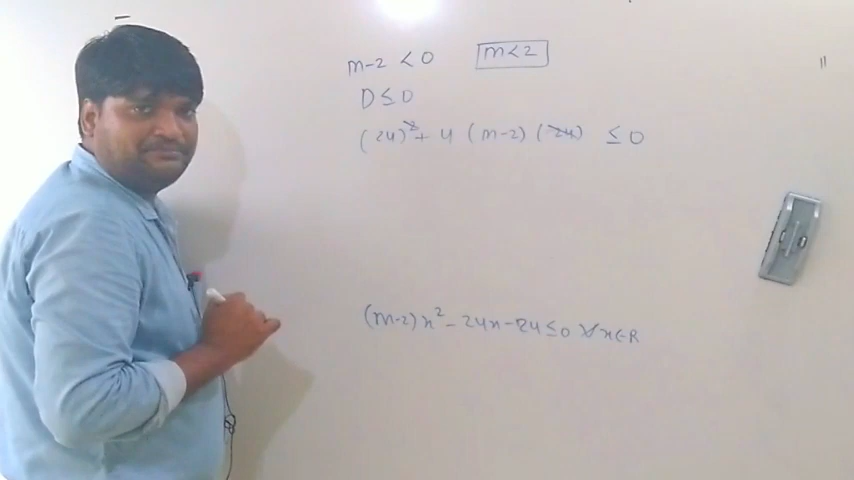 m-2 < 0 m<2
D ≤ 0
(24)² + 4 (m-2) (24) ≤ 0
(m-2)x² - 24x - 24 ≤ 0 ∀ x ∈ R